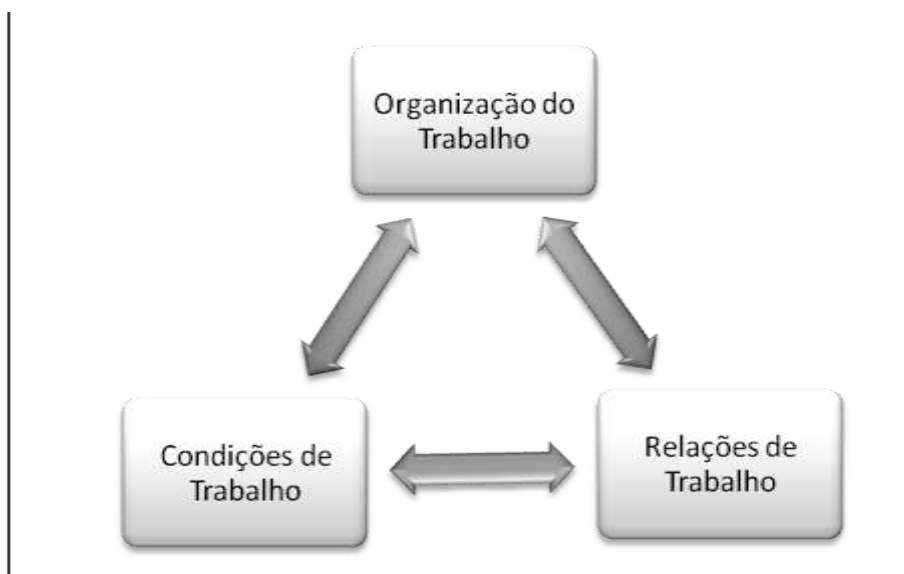 Organização do
Trabalho
Condições de
Trabalho
Relações de
Trabalho